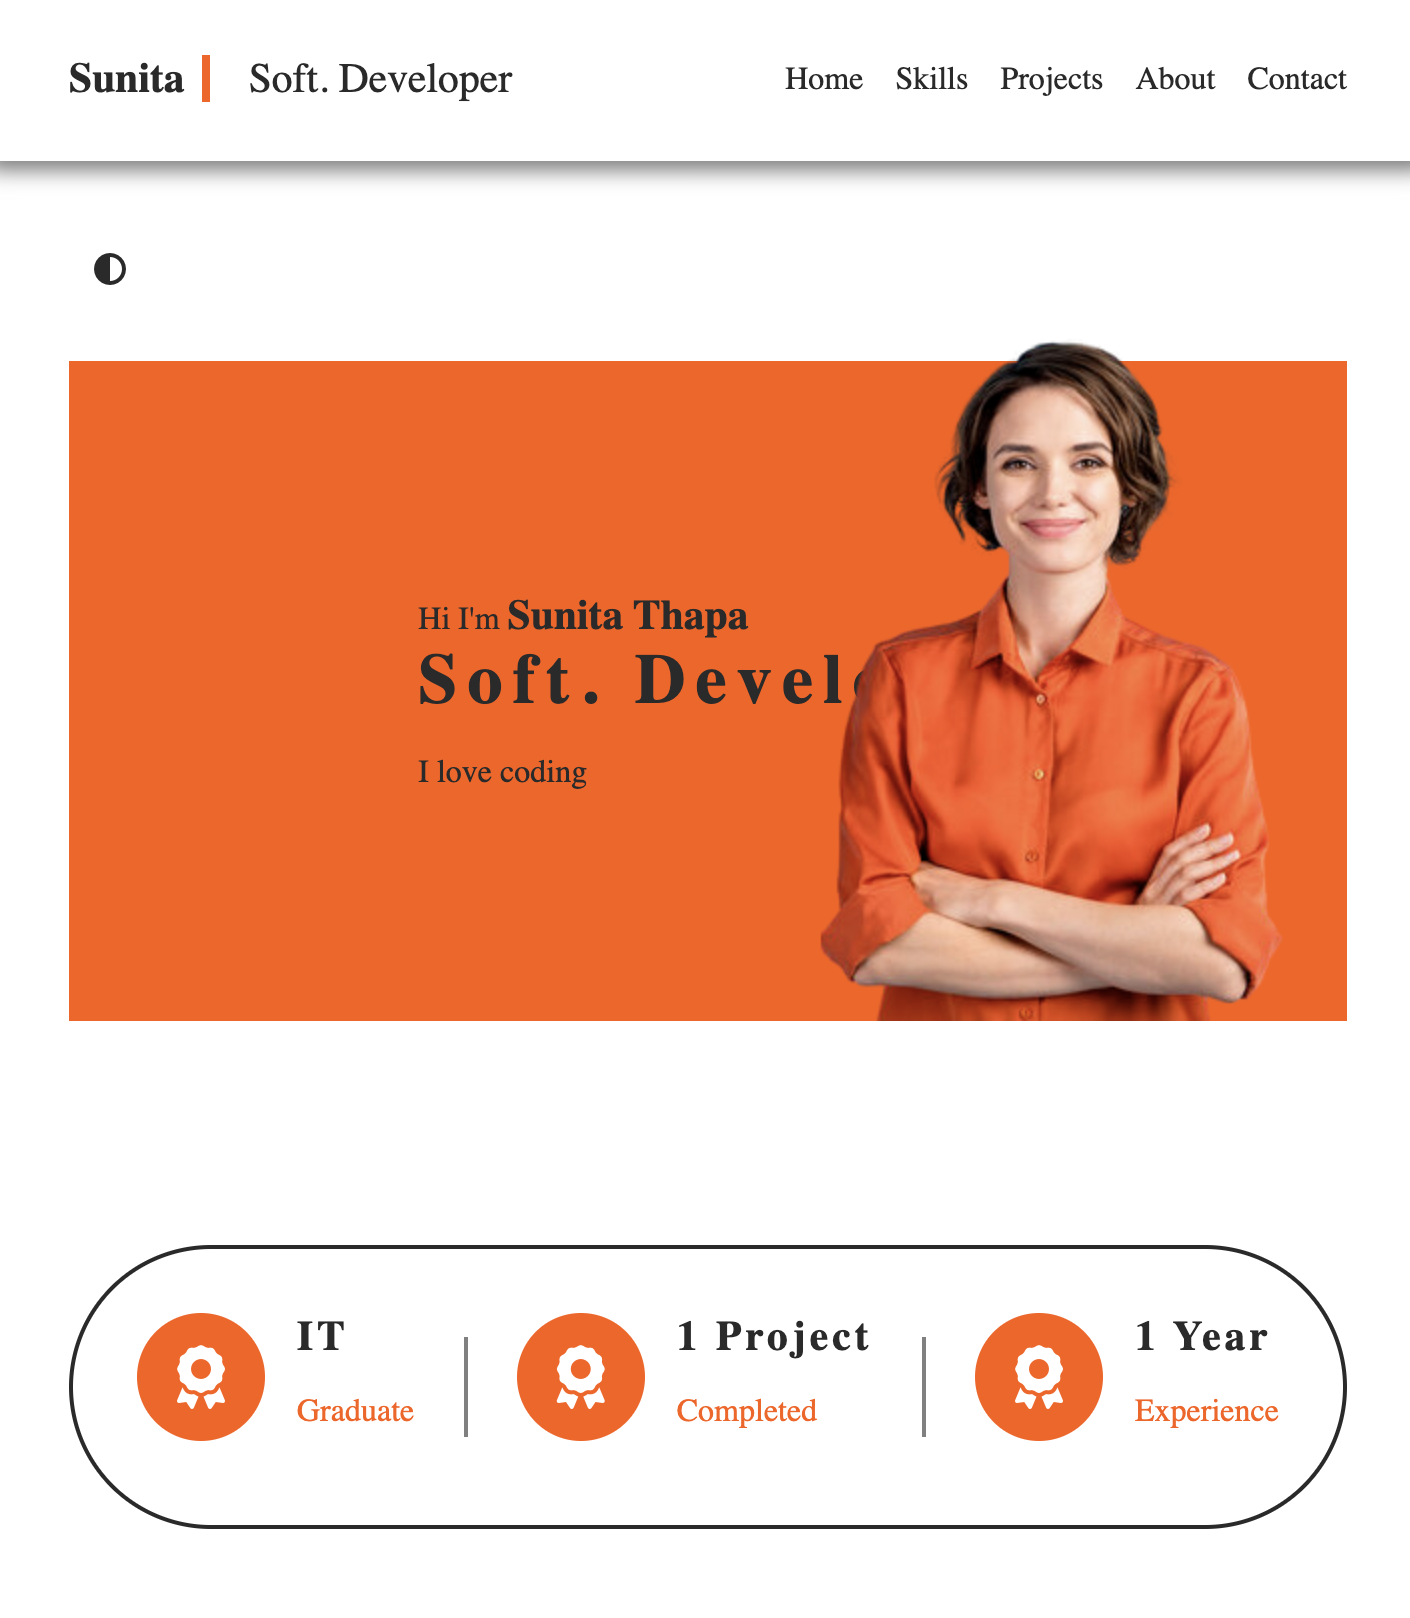 Sunita Soft. Developer Home Skills Projects About Contact
Hi I'm Sunita Thapa
Soft. Devel
I love coding
IT
Graduate
1 Project
Completed
1 Year
Experience